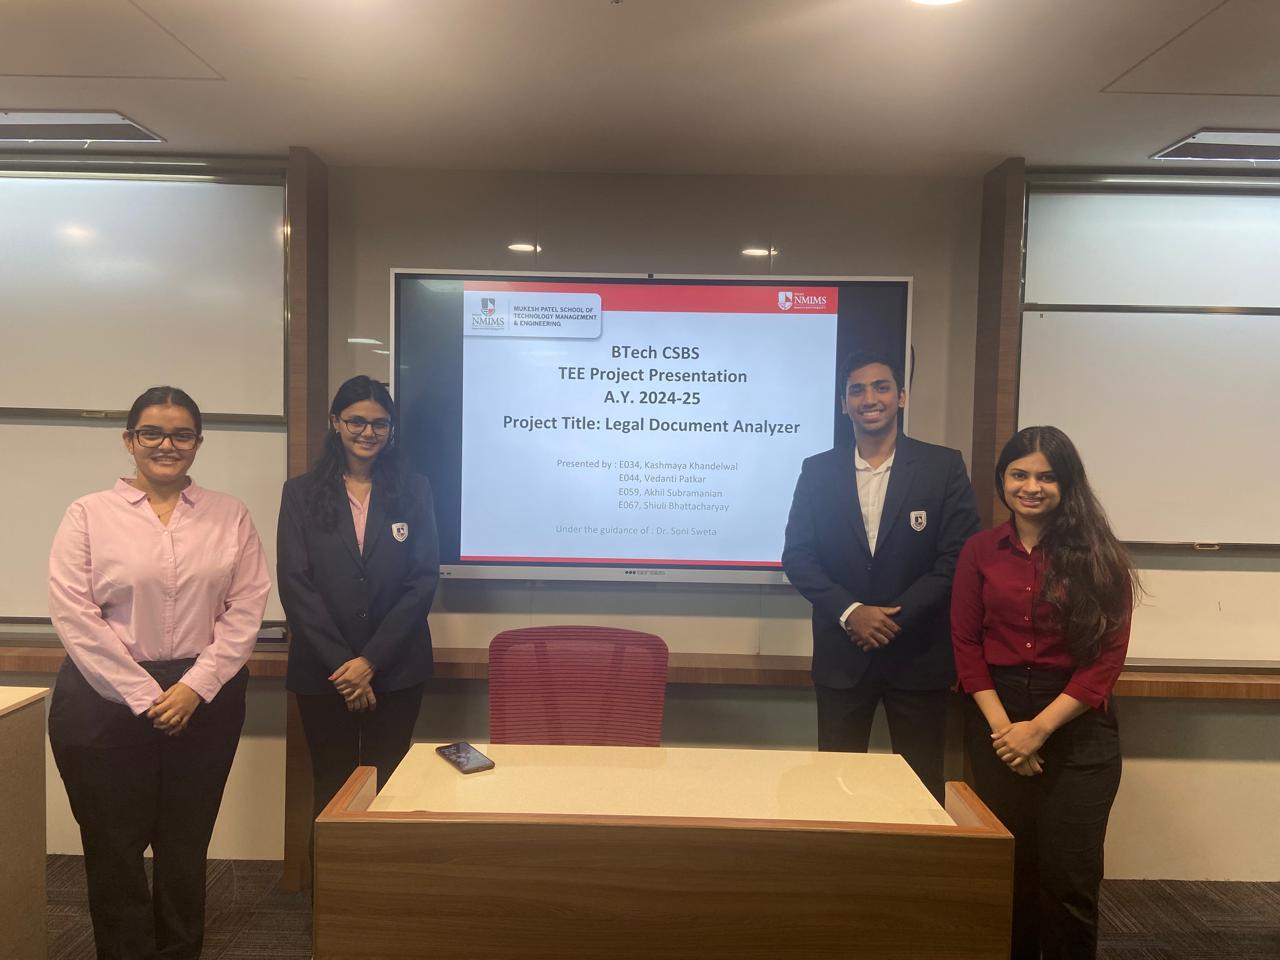 NMIMS
MUKESH PATEL SCHOOL OF
TECHNOLOGY MANAGEMENT
& ENGINEERING
NMIMS
BTech CSBS
TEE Project Presentation
A.Y. 2024-25
Project Title: Legal Document Analyzer
Presented by : E034, Kashmaya Khandelwal
E044, Vedanti Patkar
E059, Akhil Subramanian
E067, Shiuli Bhattacharyay
Under the guidance of : Dr. Soni Sweta